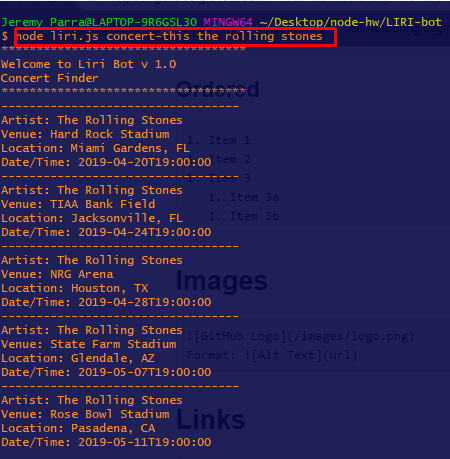 Jeremy Parra@LAPTOP-9R6GSL3O MINGW64 ~/Desktop/node-hw/LIRI-bot
$ node liri.js concert-this the rolling stones
**********************************
Welcome to Liri Bot v 1.0
Concert Finder
**********************************
----------------------------------
Artist: The Rolling Stones
Venue: Hard Rock Stadium
Location: Miami Gardens, FL
Date/Time: 2019-04-20T19:00:00
----------------------------------
Artist: The Rolling Stones
Venue: TIAA Bank Field
Location: Jacksonville, FL
Date/Time: 2019-04-24T19:00:00
----------------------------------
Artist: The Rolling Stones
Venue: NRG Arena
Location: Houston, TX
Date/Time: 2019-04-28T19:00:00
----------------------------------
Artist: The Rolling Stones
Venue: State Farm Stadium
Location: Glendale, AZ
Date/Time: 2019-05-07T19:00:00
----------------------------------
Artist: The Rolling Stones
Venue: Rose Bowl Stadium
Location: Pasadena, CA
Date/Time: 2019-05-11T19:00:00
Ordered
1. Item 1
2. Item 2
3. Item 3
1. Item 3a
1. Item 3b
Images
![GitHub Logo](/images/logo.png)
Format: ![Alt Text](url)
Links